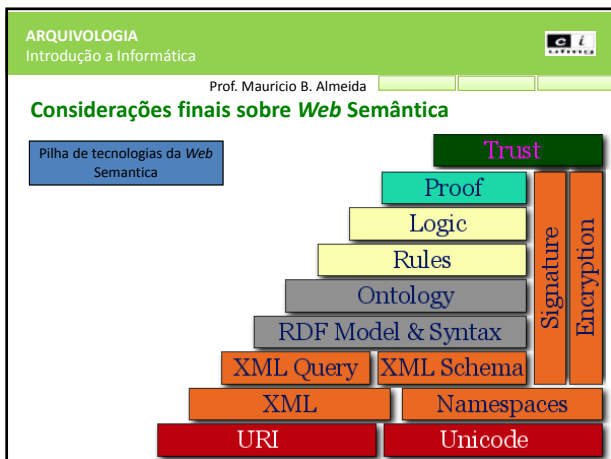 ARQUIVOLOGIA
Introdução a Informática
c i
ufmg
Prof. Mauricio B. Almeida
Considerações finais sobre Web Semântica
Pilha de tecnologias da Web
Semantica
Trust
Proof
Logic
Rules
Ontology
RDF Model & Syntax
XML Query
XML Schema
Signature
Encryption
XML
Namespaces
URI
Unicode